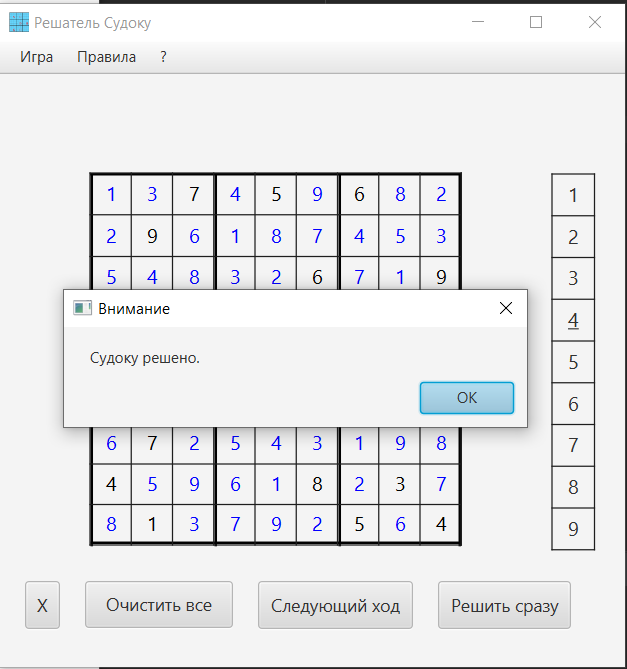 Решатель Судоку
Игра Правила ?
1 3 7 4 5 9 6 8 2
2 9 6 1 8 7 4 5 3
5 4 8 3 2 6 7 1 9
Внимание
Судоку решено.
OK
6 7 2 5 4 3 1 9 8
4 5 9 6 1 8 2 3 7
8 1 3 7 9 2 5 6 4
1
2
3
4
5
6
7
8
9
X Очистить все Следующий ход Решить сразу